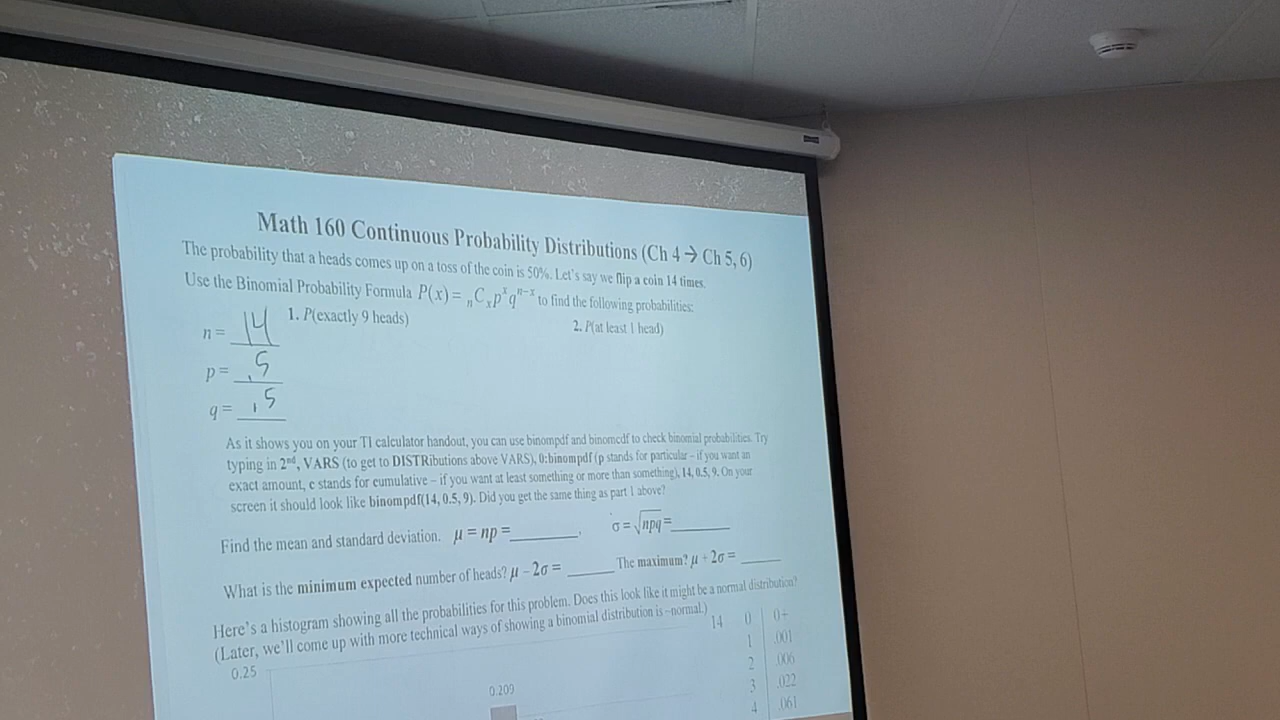 Math 160 Continuous Probability Distributions (Ch 4 → Ch 5, 6)
The probability that a heads comes up on a toss of the coin is 50%. Let's say we flip a coin 14 times.
Use the Binomial Probability Formula P(x) = nCx p^x q^(n-x) to find the following probabilities:
n = 14
1. P(exactly 9 heads)
2. P(at least 1 head)
p = .5
q = .5
As it shows you on your TI calculator handout, you can use binompdf and binomcdf to check binomial probabilities. Try
typing in 2nd, VARS (to get to DISTRibutions above VARS), 0:binompdf (p stands for particular – if you want an
exact amount, c stands for cumulative – if you want at least something or more than something), 14, 0.5, 9. On your
screen it should look like binompdf(14, 0.5, 9). Did you get the same thing as part 1 above?
Find the mean and standard deviation. μ = np = ________. σ = √npq = ________
What is the minimum expected number of heads? μ – 2σ = ______ The maximum? μ + 2σ = _____
Here's a histogram showing all the probabilities for this problem. Does this look like it might be a normal distribution?
(Later, we'll come up with more technical ways of showing a binomial distribution is ~normal.)
14 0 0+
1 .001
2 .006
3 .022
4 .061
0.25
0.209